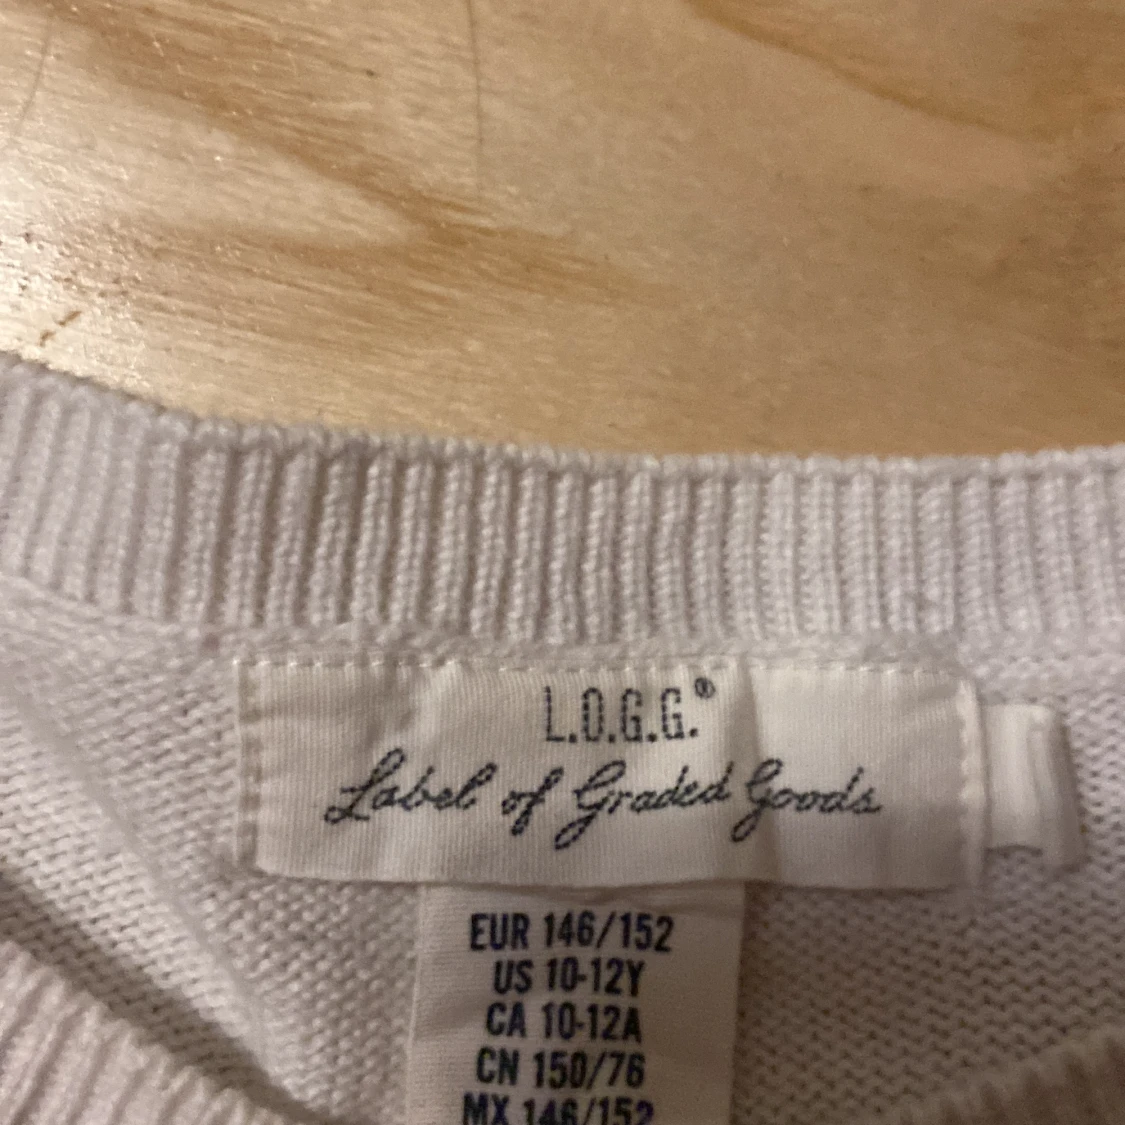 L.O.G.G.®
Label of Graded Goods
EUR 146/152
US 10-12Y
CA 10-12A
CN 150/76
MX 146/152